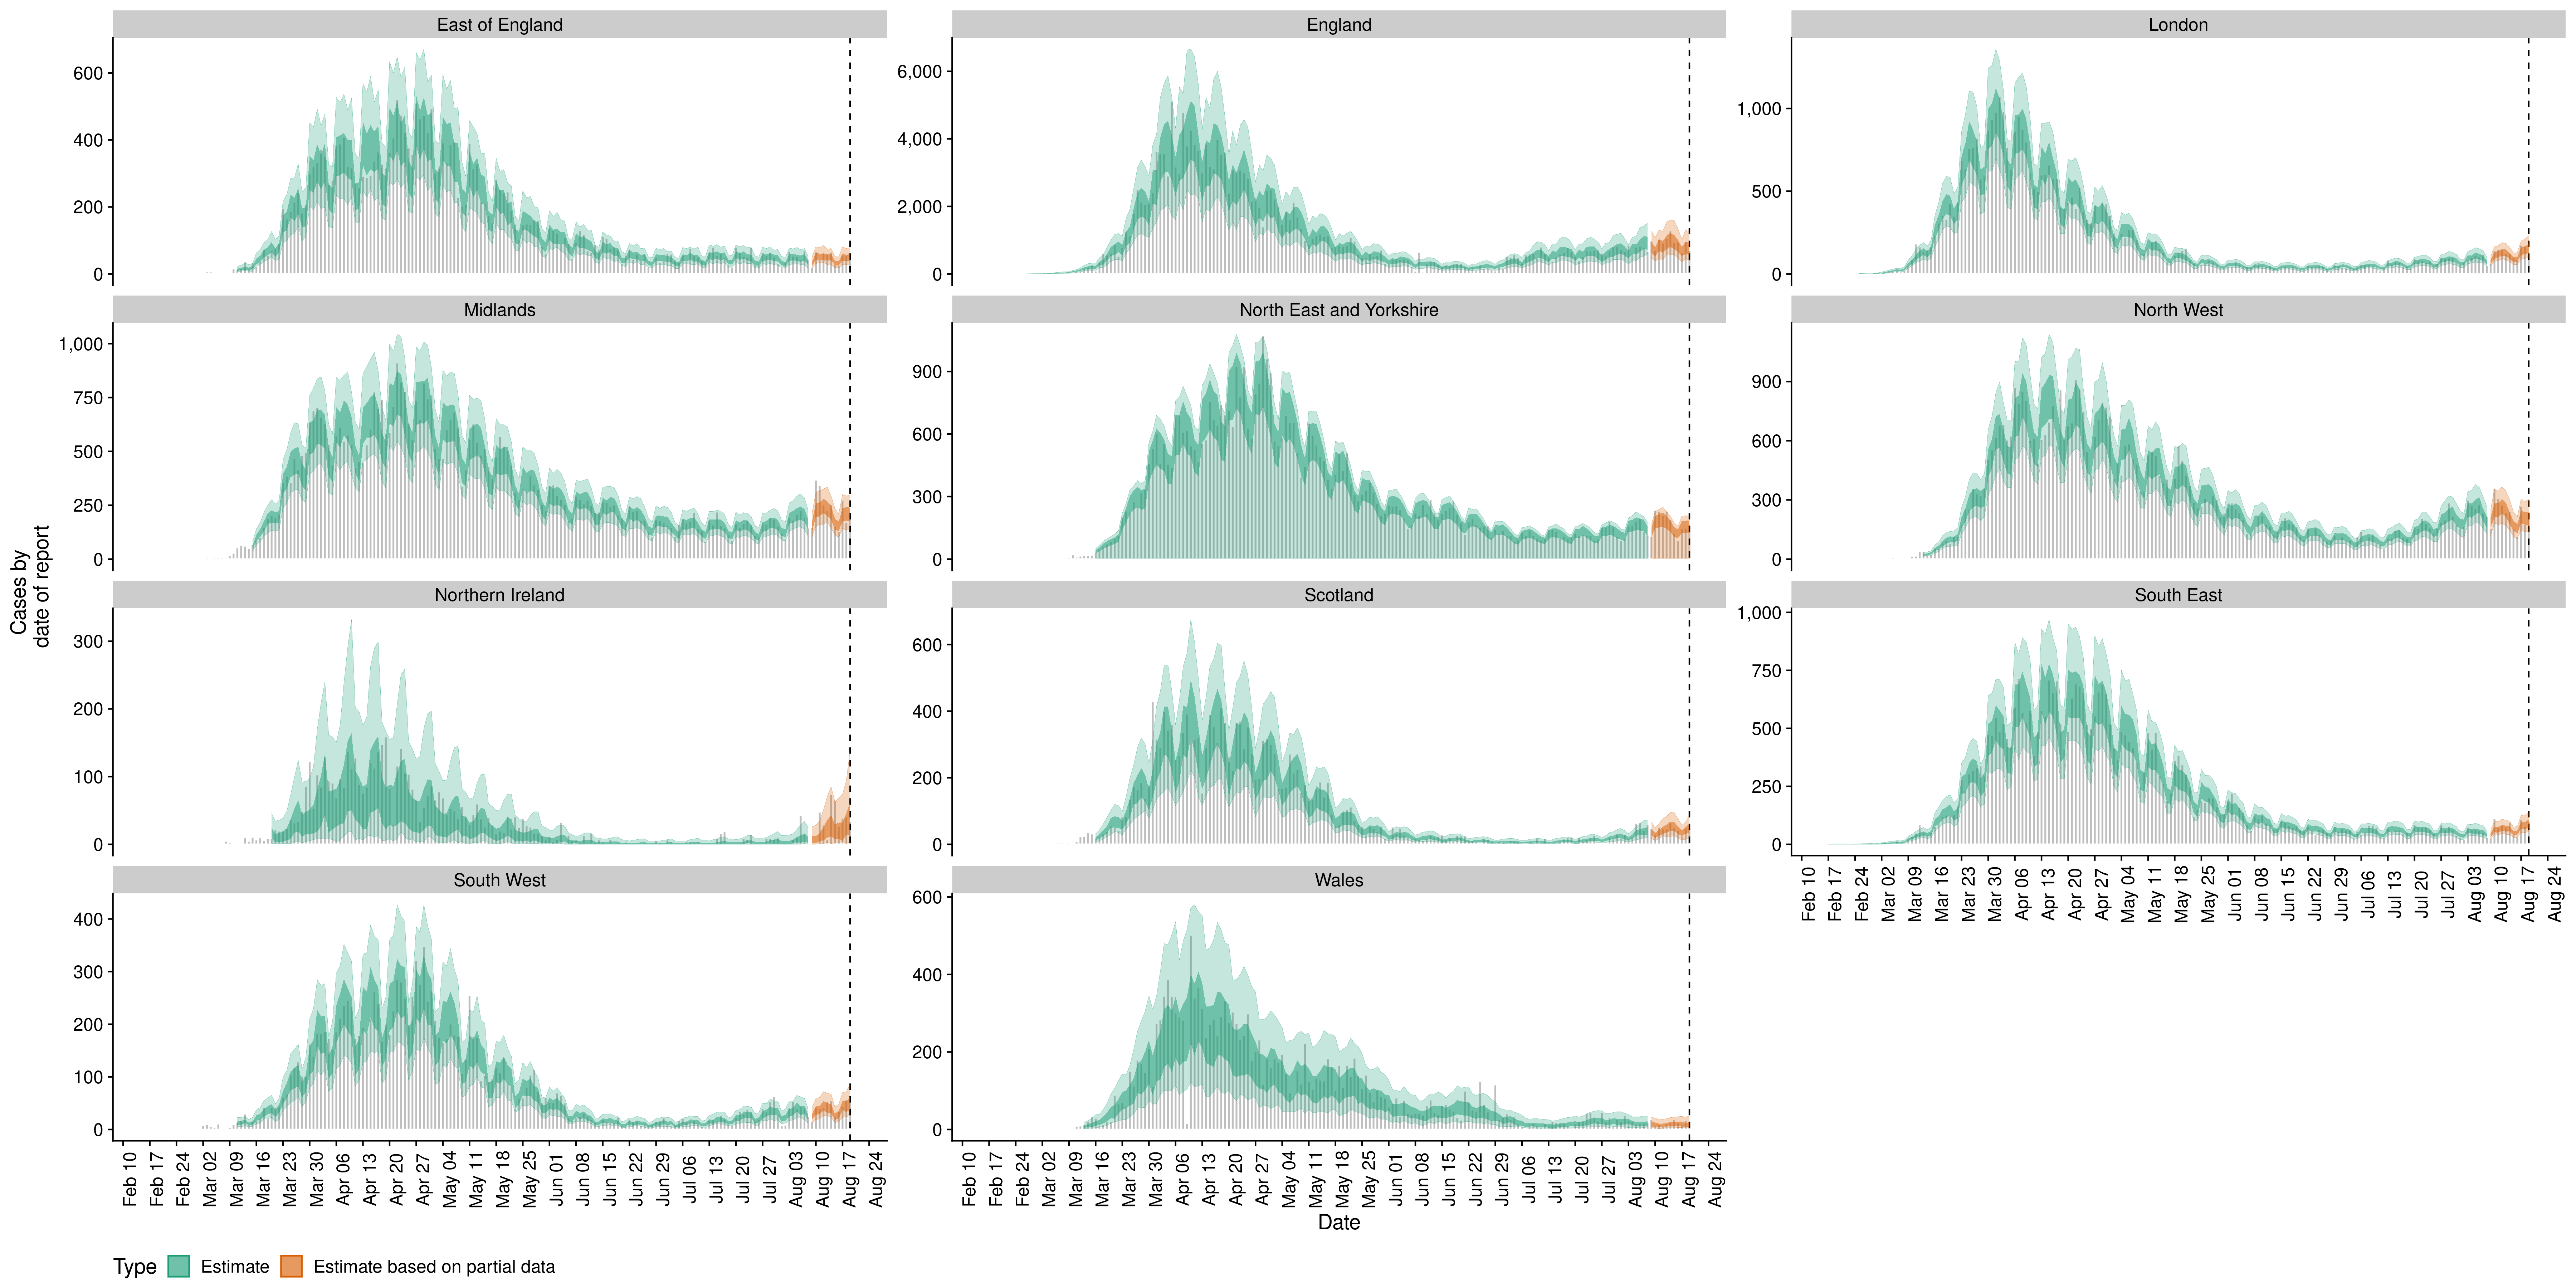 East of England
England
London
600
400
200
0
6,000
4,000
2,000
0
1,000
500
0
Midlands
North East and Yorkshire
North West
1,000
750
500
250
0
900
600
300
0
900
600
300
0
Cases by
date of report
Northern Ireland
Scotland
South East
300
200
100
0
600
400
200
0
1,000
750
500
250
0
Feb 10
Feb 17
Feb 24
Mar 02
Mar 09
Mar 16
Mar 23
Mar 30
Apr 06
Apr 13
Apr 20
Apr 27
May 04
May 11
May 18
May 25
Jun 01
Jun 08
Jun 15
Jun 22
Jun 29
Jul 06
Jul 13
Jul 20
Jul 27
Aug 03
Aug 10
Aug 17
Aug 24
South West
Wales
400
300
200
100
0
600
400
200
0
Feb 10
Feb 17
Feb 24
Mar 02
Mar 09
Mar 16
Mar 23
Mar 30
Apr 06
Apr 13
Apr 20
Apr 27
May 04
May 11
May 18
May 25
Jun 01
Jun 08
Jun 15
Jun 22
Jun 29
Jul 06
Jul 13
Jul 20
Jul 27
Aug 03
Aug 10
Aug 17
Aug 24
Feb 10
Feb 17
Feb 24
Mar 02
Mar 09
Mar 16
Mar 23
Mar 30
Apr 06
Apr 13
Apr 20
Apr 27
May 04
May 11
May 18
May 25
Jun 01
Jun 08
Jun 15
Jun 22
Jun 29
Jul 06
Jul 13
Jul 20
Jul 27
Aug 03
Aug 10
Aug 17
Aug 24
Date
Type Estimate Estimate based on partial data